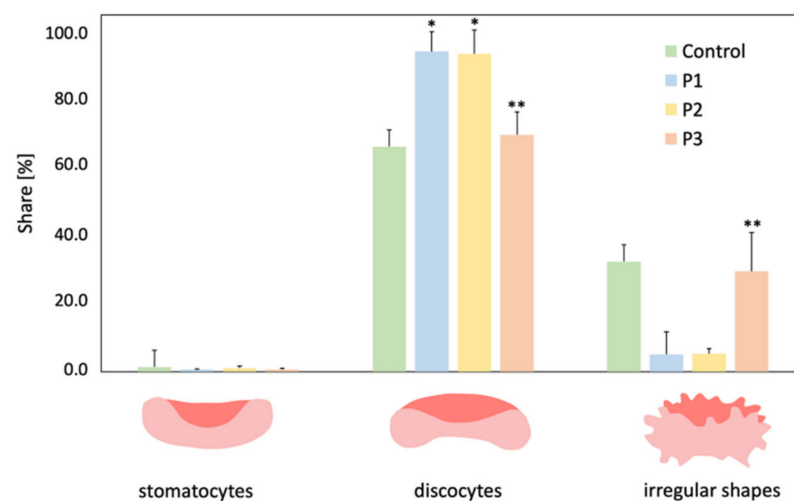 100.0
80.0
60.0
40.0
20.0
0.0
Share [%]
* * **
**
Control
P1
P2
P3
stomatocytes discocytes irregular shapes